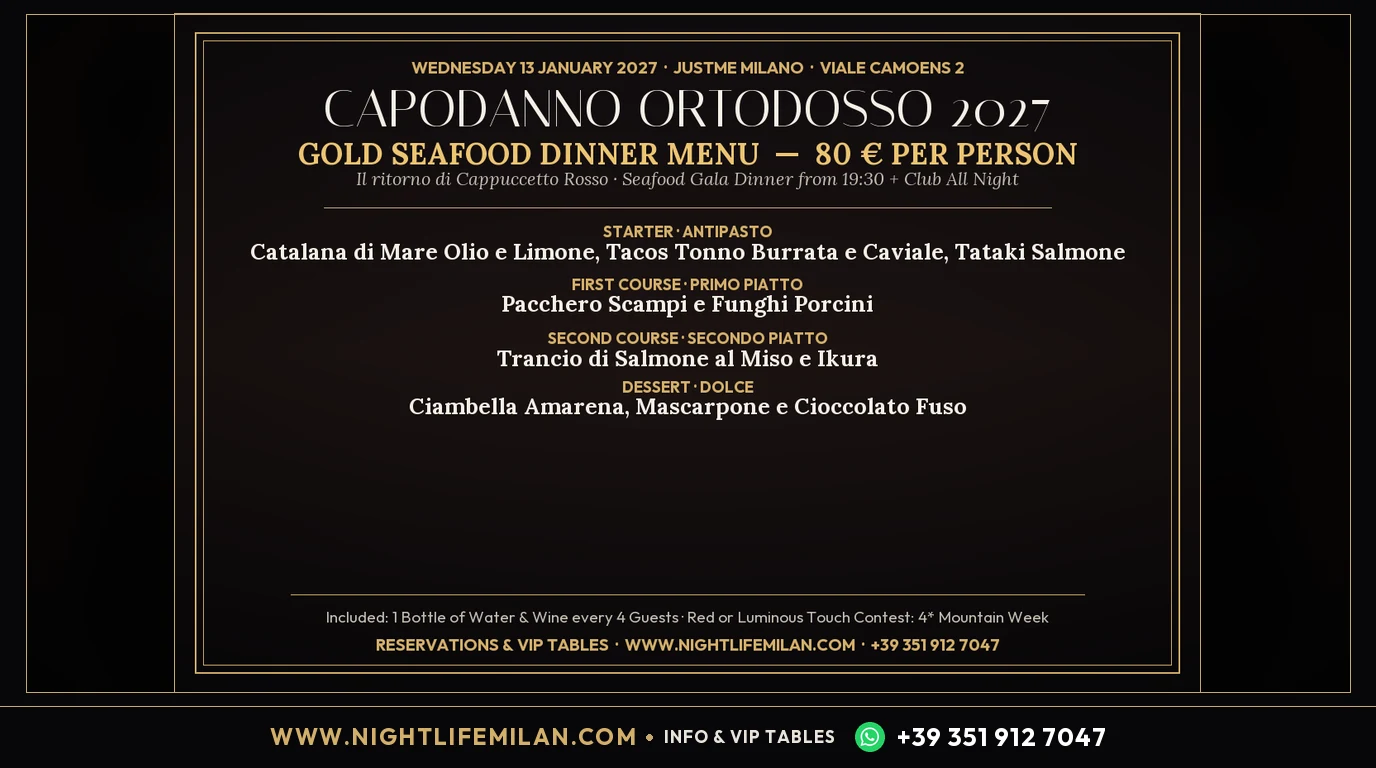 WEDNESDAY 13 JANUARY 2027 · JUSTME MILANO · VIALE CAMOENS 2
CAPODANNO ORTODOSSO 2027
GOLD SEAFOOD DINNER MENU — 80 € PER PERSON
Il ritorno di Cappuccetto Rosso · Seafood Gala Dinner from 19:30 + Club All Night
STARTER · ANTIPASTO
Catalana di Mare Olio e Limone, Tacos Tonno Burrata e Caviale, Tataki Salmone
FIRST COURSE · PRIMO PIATTO
Pacchero Scampi e Funghi Porcini
SECOND COURSE · SECONDO PIATTO
Trancio di Salmone al Miso e Ikura
DESSERT · DOLCE
Ciambella Amarena, Mascarpone e Cioccolato Fuso
Included: 1 Bottle of Water & Wine every 4 Guests · Red or Luminous Touch Contest: 4* Mountain Week
RESERVATIONS & VIP TABLES · WWW.NIGHTLIFEMILAN.COM · +39 351 912 7047
WWW.NIGHTLIFEMILAN.COM • INFO & VIP TABLES +39 351 912 7047